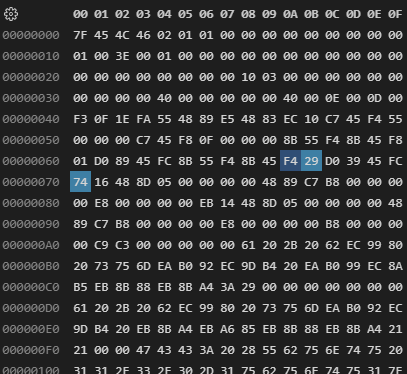 00 01 02 03 04 05 06 07 08 09 0A 0B 0C 0D 0E 0F
00000000 7F 45 4C 46 02 01 01 00 00 00 00 00 00 00 00 00
00000010 01 00 3E 00 01 00 00 00 00 00 00 00 00 00 00 00
00000020 00 00 00 00 00 00 00 00 10 03 00 00 00 00 00 00
00000030 00 00 00 00 40 00 00 00 00 00 40 00 0E 00 0D 00
00000040 F3 0F 1E FA 55 48 89 E5 48 83 EC 10 C7 45 F4 55
00000050 00 00 00 C7 45 F8 0F 00 00 00 8B 55 F4 8B 45 F8
00000060 01 D0 89 45 FC 8B 55 F4 8B 45 F4 29 D0 39 45 FC
00000070 74 16 48 8D 05 00 00 00 00 48 89 C7 B8 00 00 00
00000080 00 E8 00 00 00 00 EB 14 48 8D 05 00 00 00 00 48
00000090 89 C7 B8 00 00 00 00 E8 00 00 00 00 B8 00 00 00
000000A0 00 C9 C3 00 00 00 00 00 61 20 2B 20 62 EC 99 80
000000B0 20 73 75 6D EA B0 92 EC 9D B4 20 EA B0 99 EC 8A
000000C0 B5 EB 8B 88 EB 8B A4 3A 29 00 00 00 00 00 00 00
000000D0 61 20 2B 20 62 EC 99 80 20 73 75 6D EA B0 92 EC
000000E0 9D B4 20 EB 8B A4 EB A6 85 EB 8B 88 EB 8B A4 21
000000F0 21 00 00 47 43 43 3A 20 28 55 62 75 6E 74 75 20
00000100 31 31 2E 33 2E 30 2D 31 75 62 75 6E 74 75 31 7E